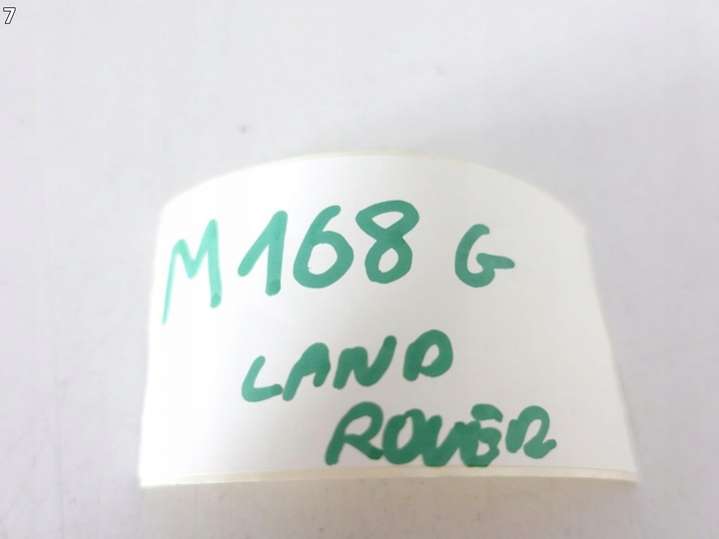 7
M168 G
LAND
ROVER